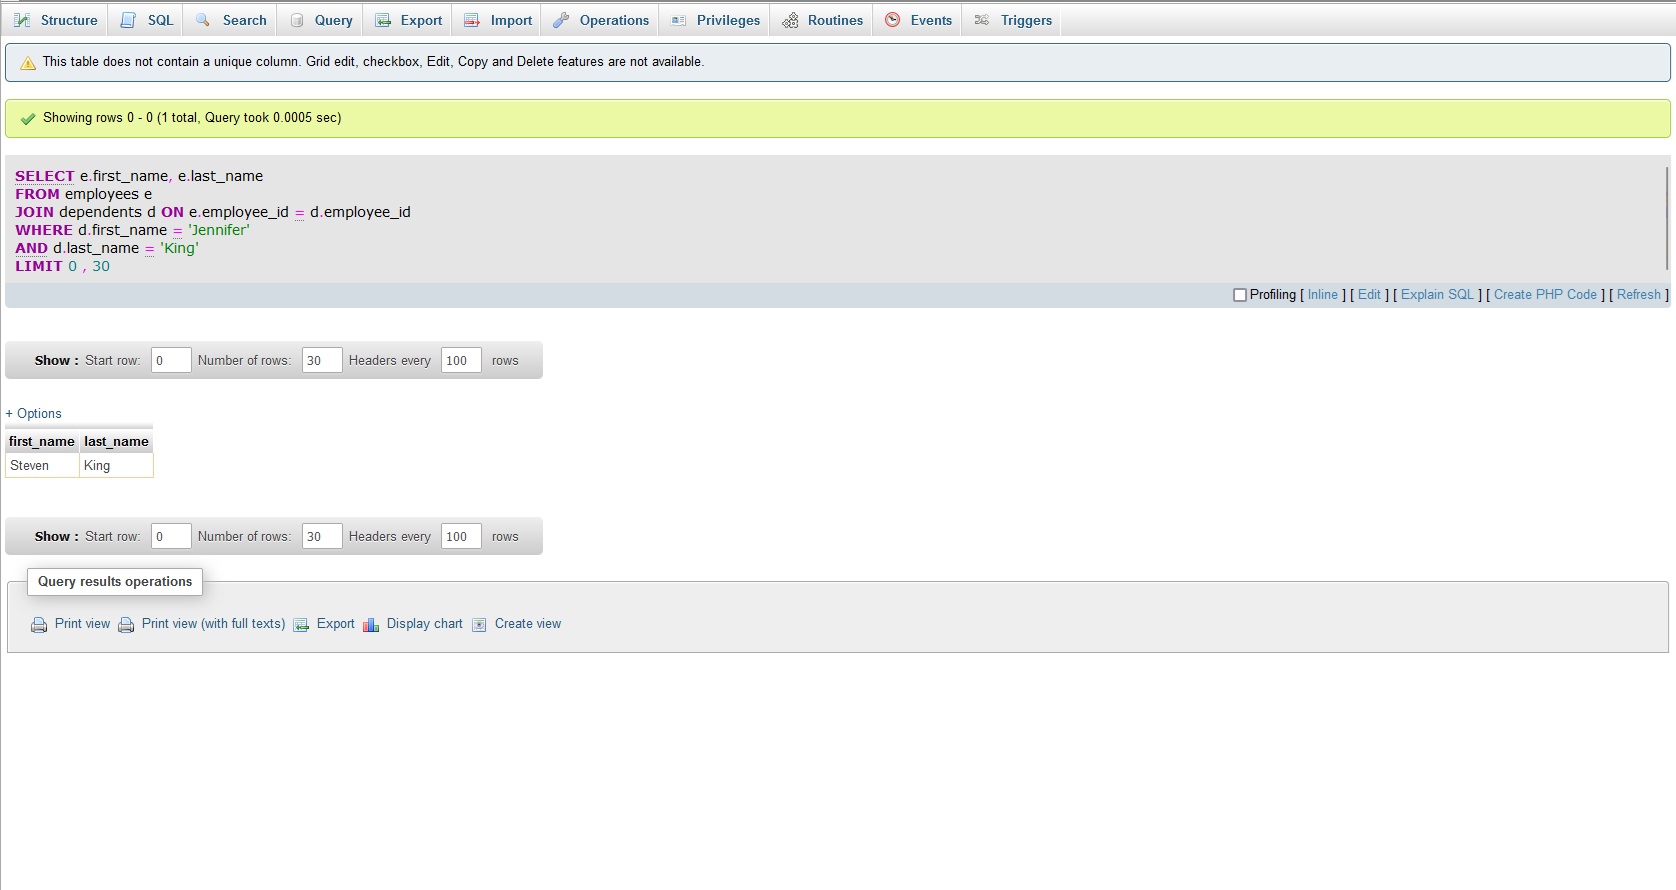 Structure SQL Search Query Export Import Operations Privileges Routines Events Triggers
This table does not contain a unique column. Grid edit, checkbox, Edit, Copy and Delete features are not available.
Showing rows 0 - 0 (1 total, Query took 0.0005 sec)
SELECT e.first_name, e.last_name
FROM employees e
JOIN dependents d ON e.employee_id = d.employee_id
WHERE d.first_name = 'Jennifer'
AND d.last_name = 'King'
LIMIT 0 , 30
Profiling [ Inline ] [ Edit ] [ Explain SQL ] [ Create PHP Code ] [ Refresh ]
Show : Start row: 0 Number of rows: 30 Headers every 100 rows
+ Options
first_name last_name
Steven King
Show : Start row: 0 Number of rows: 30 Headers every 100 rows
Query results operations
Print view Print view (with full texts) Export Display chart Create view